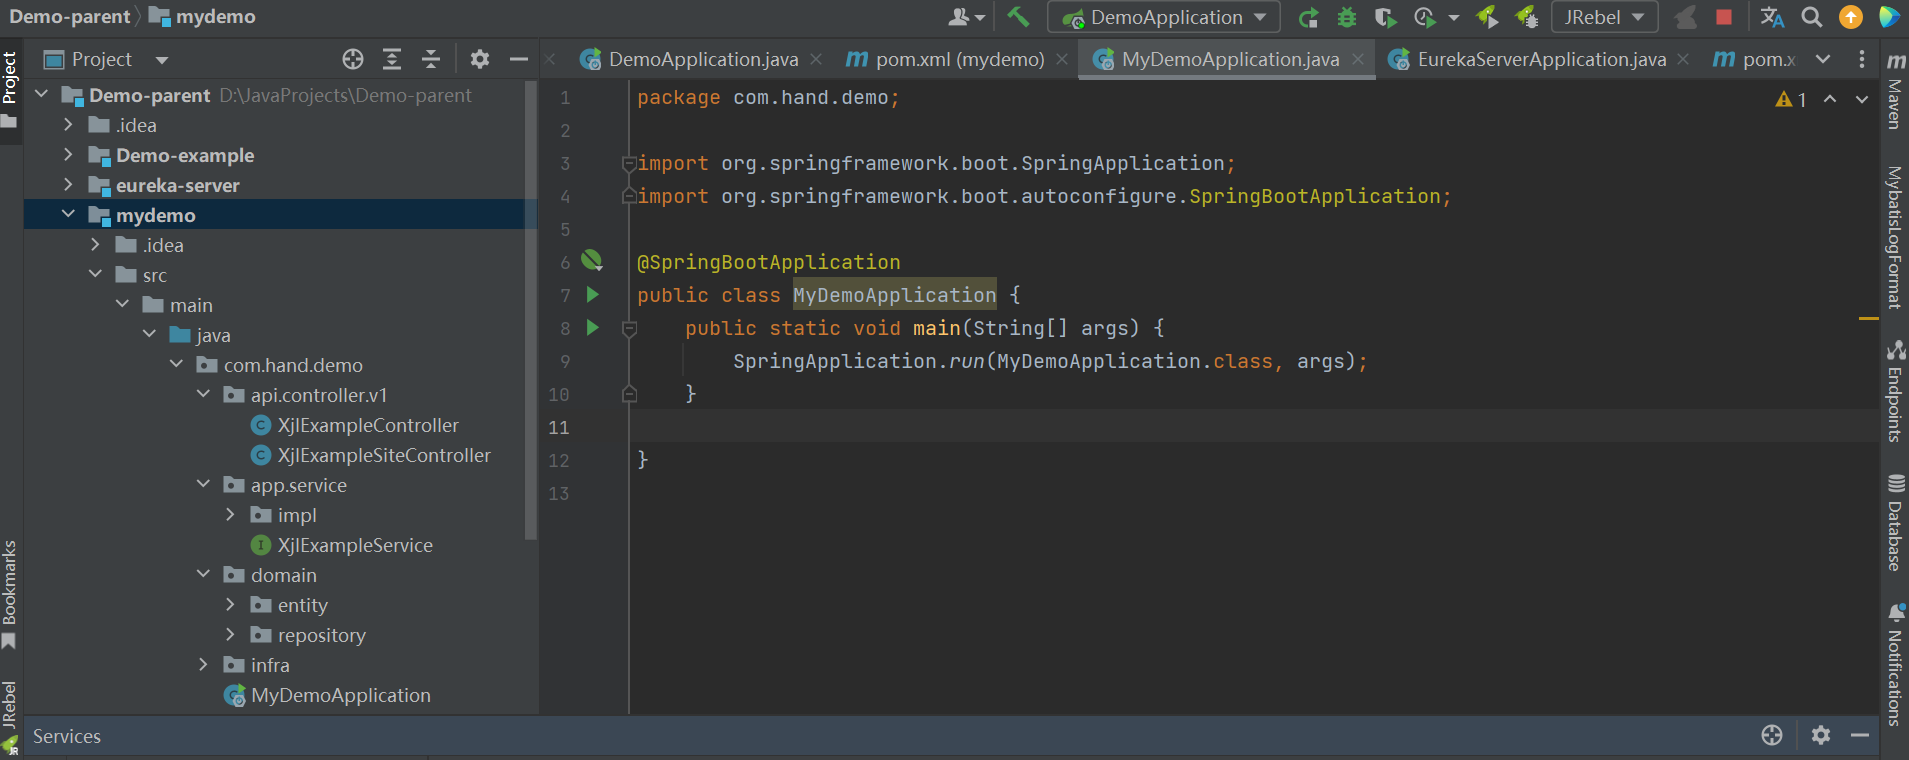 Demo-parent mydemo
DemoApplication
JRebel
Project
DemoApplication.java
pom.xml (mydemo)
MyDemoApplication.java
EurekaServerApplication.java
pom.x
Project
Bookmarks
JRebel
Demo-parent D:\JavaProjects\Demo-parent
.idea
Demo-example
eureka-server
mydemo
.idea
src
main
java
com.hand.demo
api.controller.v1
XjlExampleController
XjlExampleSiteController
app.service
impl
XjlExampleService
domain
entity
repository
infra
MyDemoApplication
1 package com.hand.demo;
2
3 import org.springframework.boot.SpringApplication;
4 import org.springframework.boot.autoconfigure.SpringBootApplication;
5
6 @SpringBootApplication
7 public class MyDemoApplication {
8 public static void main(String[] args) {
9 SpringApplication.run(MyDemoApplication.class, args);
10 }
11
12 }
13
1
Maven
MybatisLogFormat
Endpoints
Database
Notifications
Services